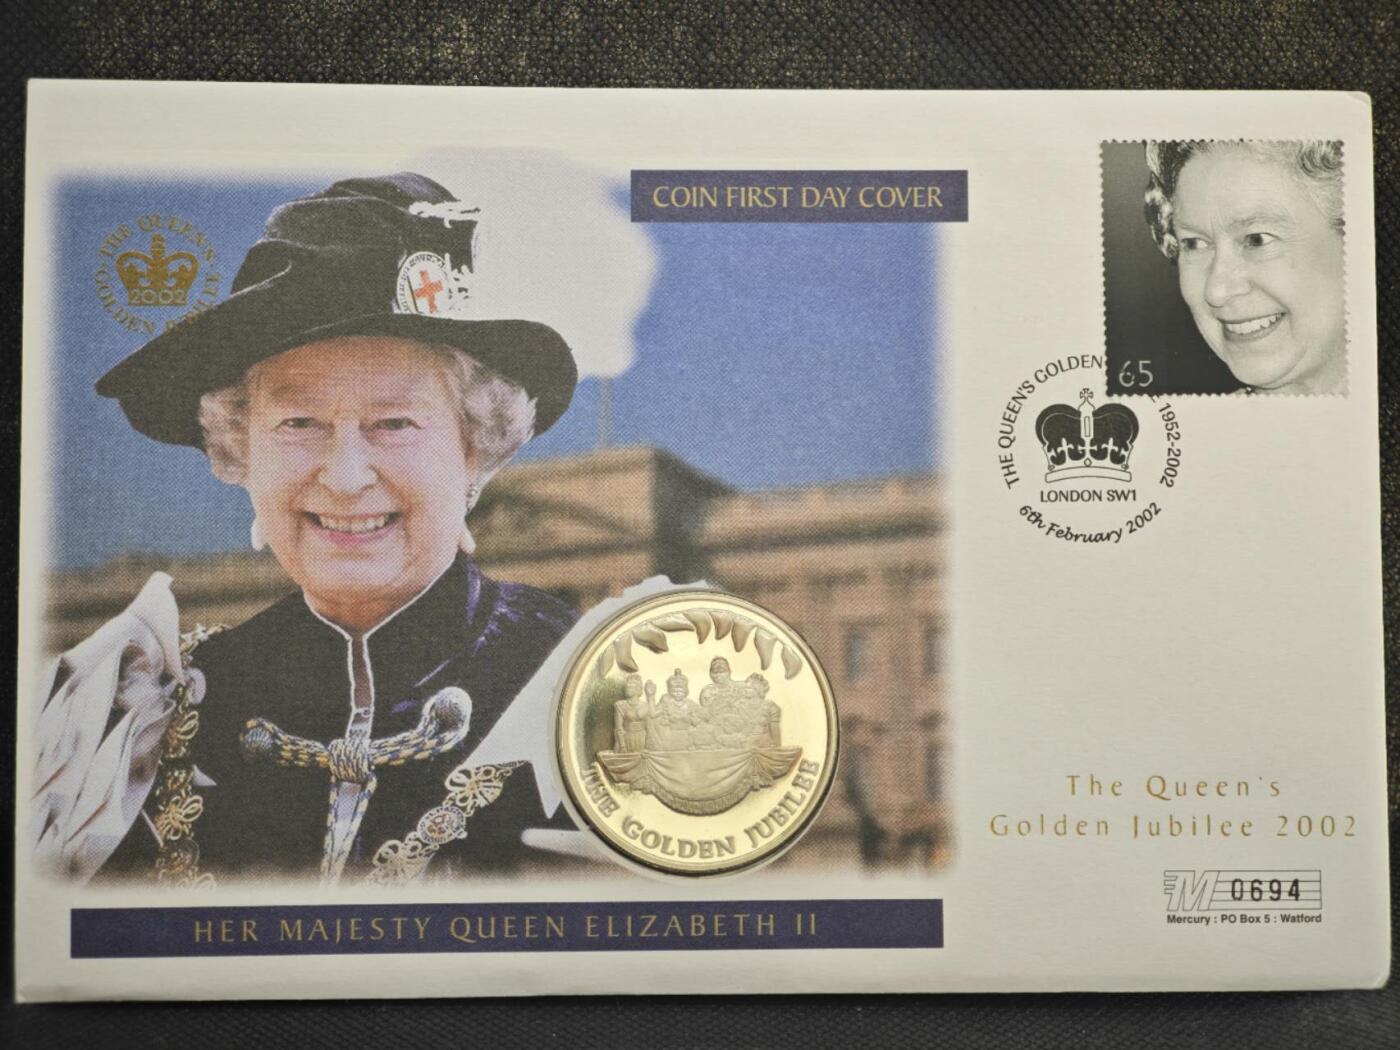 COIN FIRST DAY COVER
THE QUEEN'S
GOLDEN JUBILEE
2002
65
THE QUEEN'S GOLDEN 1952-2002
LONDON SW1
6th February 2002
THE GOLDEN JUBILEE
The Queen's
Golden Jubilee 2002
M 0694
Mercury : PO Box 5 : Watford
HER MAJESTY QUEEN ELIZABETH II